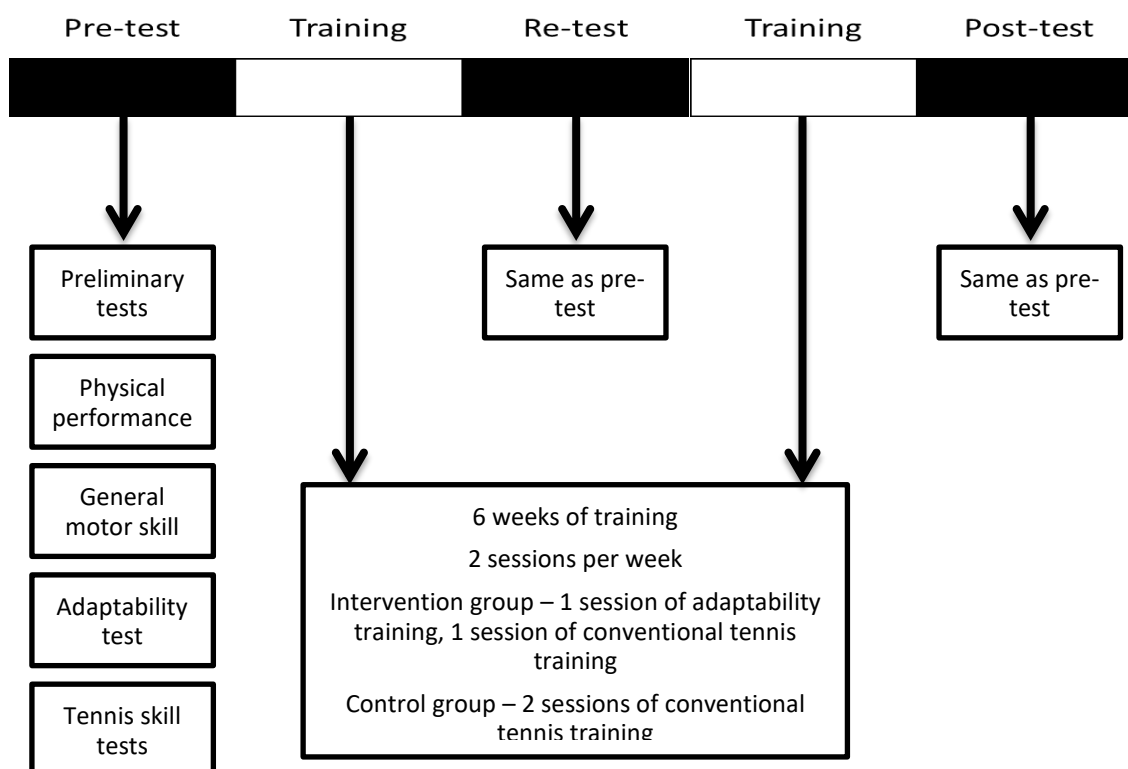 Pre-test
Training
Re-test
Training
Post-test
Preliminary
tests
Same as pre-
test
Same as pre-
test
Physical
performance
General
motor skill
Adaptability
test
Tennis skill
tests
6 weeks of training
2 sessions per week
Intervention group – 1 session of adaptability
training, 1 session of conventional tennis
training
Control group – 2 sessions of conventional
tennis training